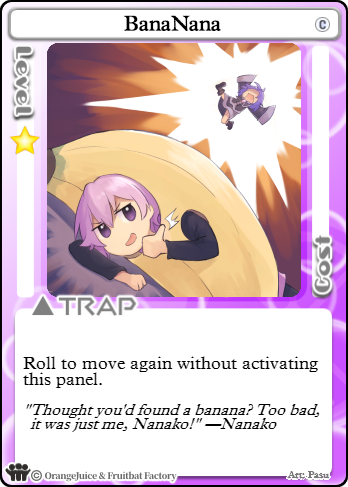 BanaNana
©
Level
Cost
▲TRAP
Roll to move again without activating
this panel.
"Thought you'd found a banana? Too bad,
it was just me, Nanako!" —Nanako
© OrangeJuice & Fruitbat Factory
Art: Pasu